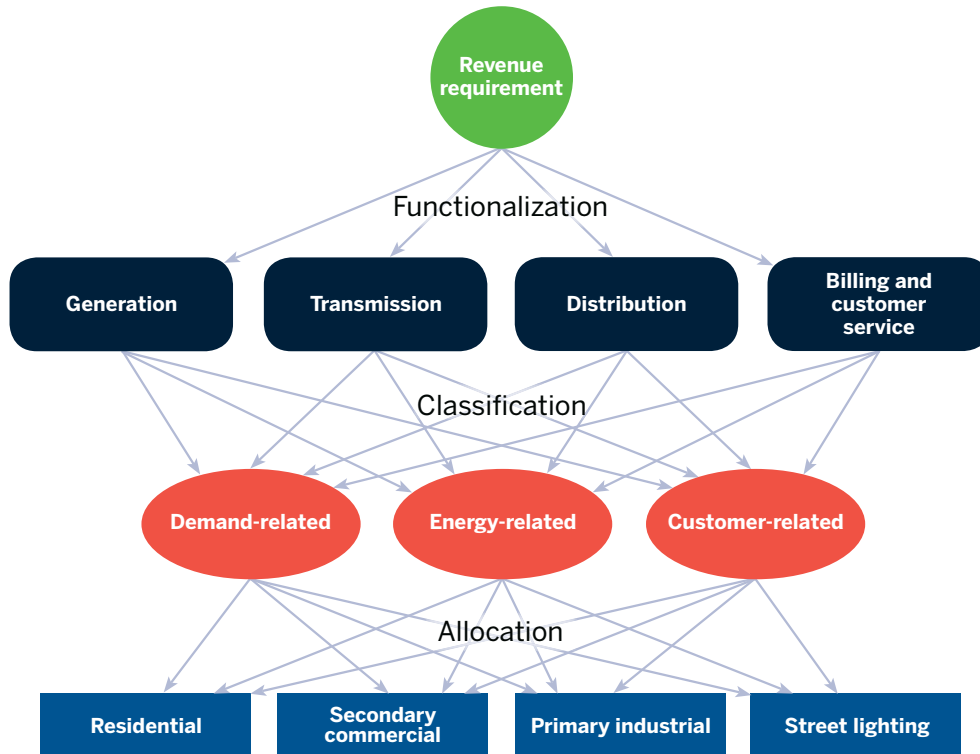 Revenue
requirement
Functionalization
Generation
Transmission
Distribution
Billing and
customer
service
Classification
Demand-related
Energy-related
Customer-related
Allocation
Residential
Secondary
commercial
Primary industrial
Street lighting